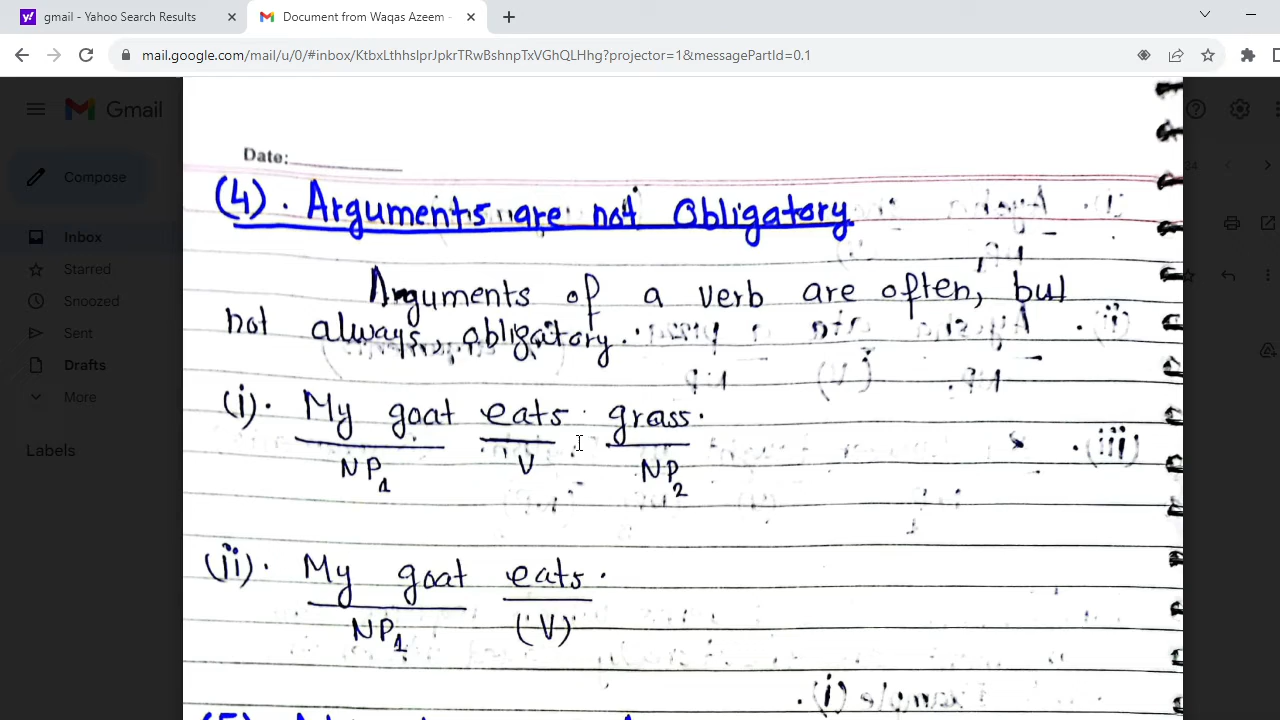 gmail - Yahoo Search Results
Document from Waqas Azeem -
mail.google.com/mail/u/0/#inbox/KtbxLthhslprJpkrTRwBshnpTxVGhQLHhg?projector=1&messagePartId=0.1
Gmail
Compose
Inbox
Starred
Snoozed
Sent
Drafts
More
Labels
24
Date:
(4). Arguments are not Obligatory
Arguments of a verb are often, but
not always, obligatory.
(i). My goat eats grass.
NP1 V NP2
(ii). My goat eats.
NP1 (V)